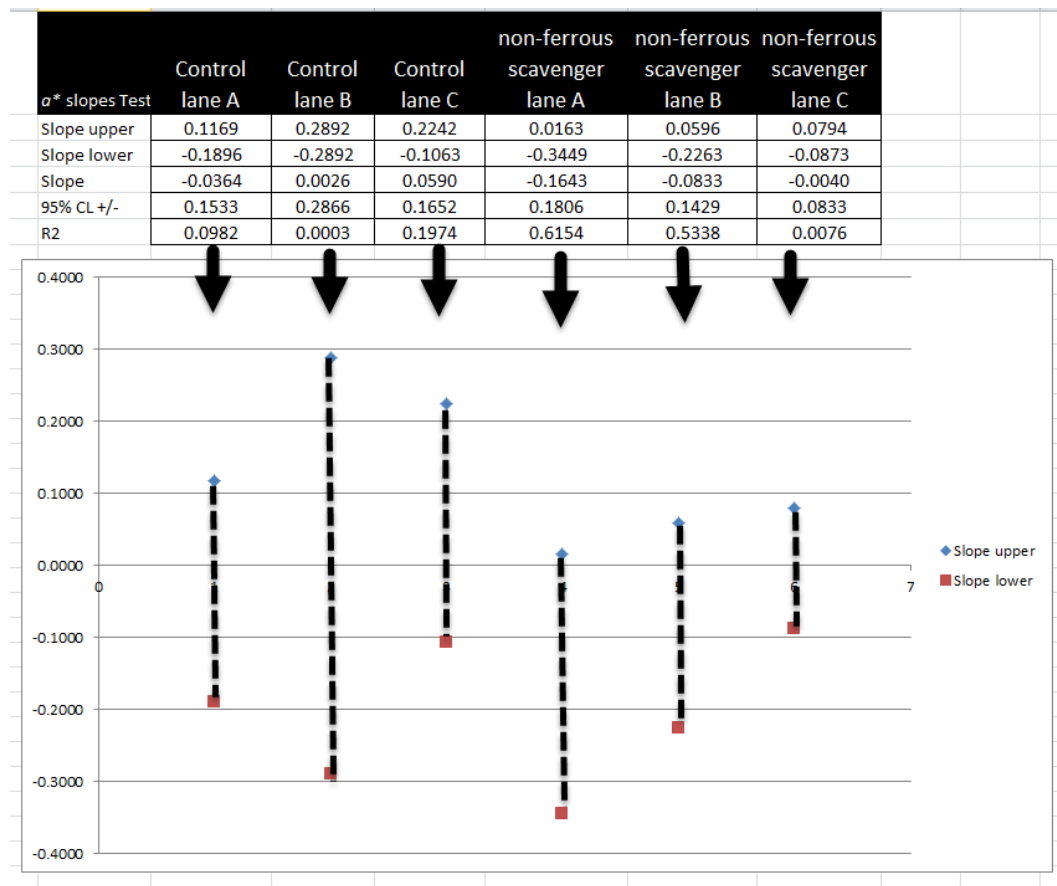 a* slopes Test Control lane A Control lane B Control lane C non-ferrous scavenger lane A non-ferrous scavenger lane B non-ferrous scavenger lane C
Slope upper 0.1169 0.2892 0.2242 0.0163 0.0596 0.0794
Slope lower -0.1896 -0.2892 -0.1063 -0.3449 -0.2263 -0.0873
Slope -0.0364 0.0026 0.0590 -0.1643 -0.0833 -0.0040
95% CL +/- 0.1533 0.2866 0.1652 0.1806 0.1429 0.0833
R2 0.0982 0.0003 0.1974 0.6154 0.5338 0.0076
0.4000
0.3000
0.2000
0.1000
0.0000
-0.1000
-0.2000
-0.3000
-0.4000
0 7
Slope upper
Slope lower